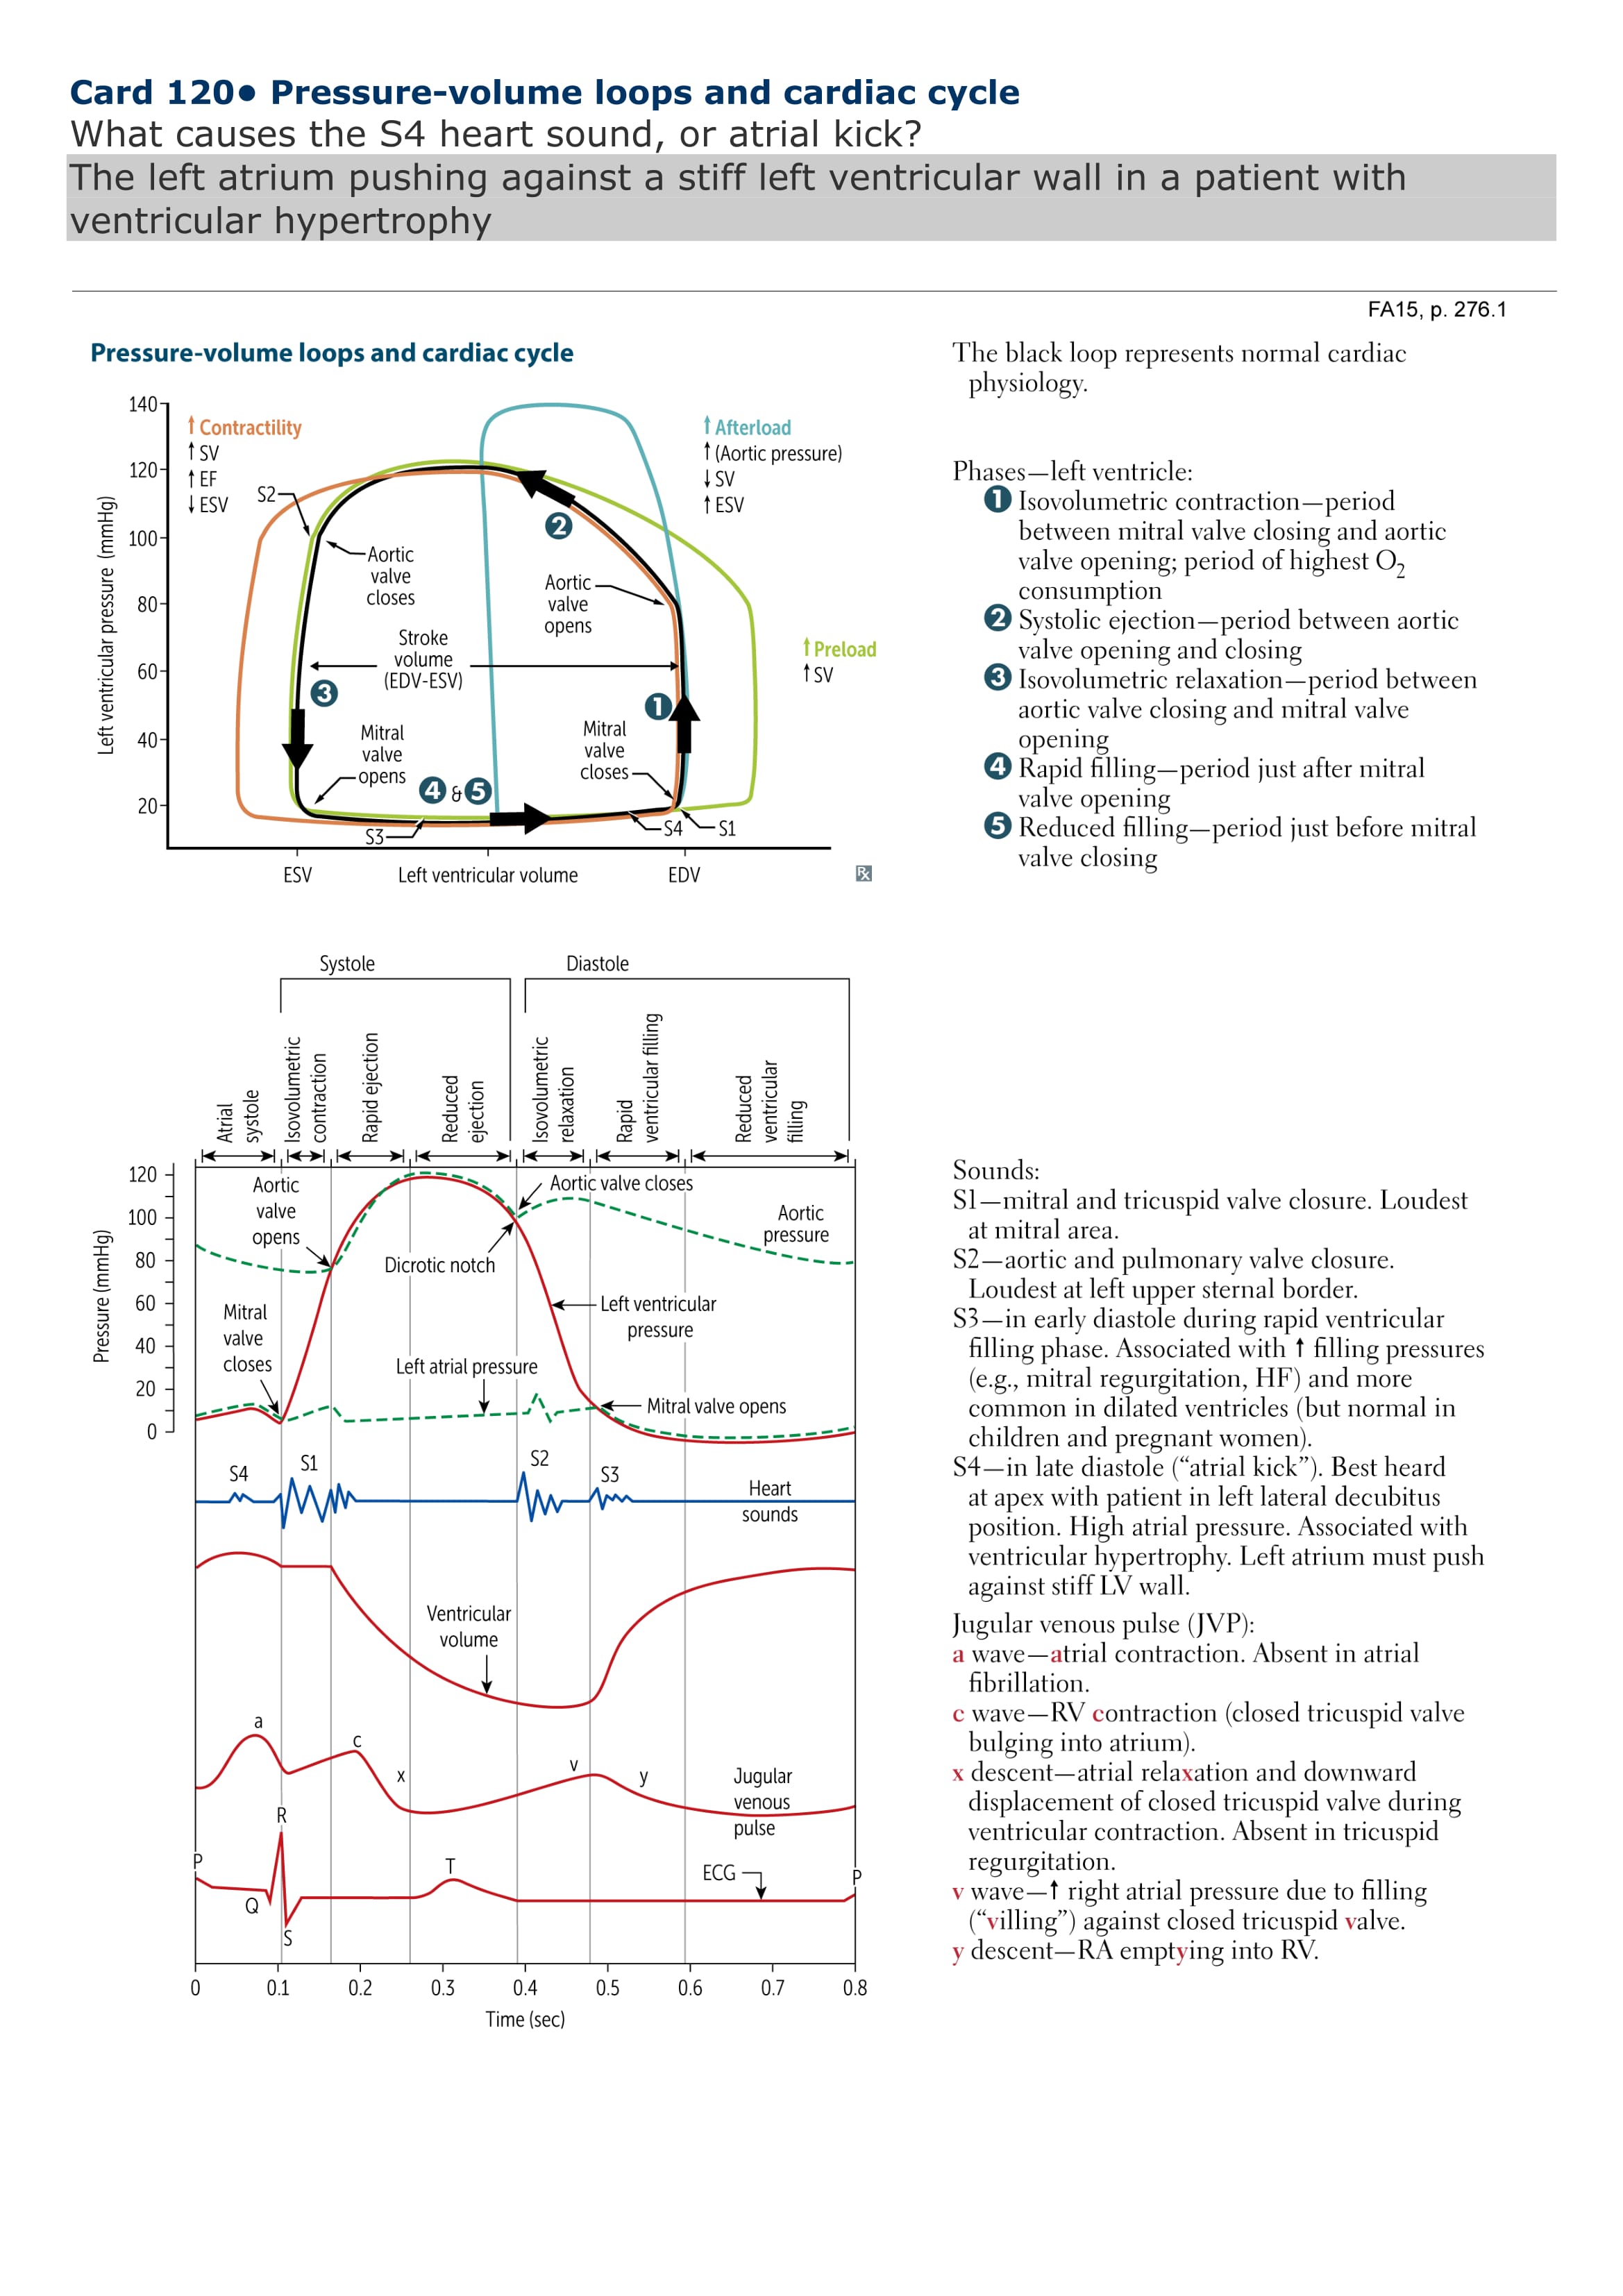 Card 120● Pressure-volume loops and cardiac cycle
What causes the S4 heart sound, or atrial kick?
The left atrium pushing against a stiff left ventricular wall in a patient with
ventricular hypertrophy
FA15, p. 276.1
Pressure-volume loops and cardiac cycle
Left ventricular pressure (mmHg)
140
120
100
80
60
40
20
↑ Contractility
↑ SV
↑ EF
↓ ESV
↑ Afterload
↑ (Aortic pressure)
↓ SV
↑ ESV
↑ Preload
↑ SV
S2
Aortic
valve
closes
2
Aortic
valve
opens
Stroke
volume
(EDV-ESV)
3
1
Mitral
valve
opens
4 & 5
Mitral
valve
closes
S3
S4
S1
ESV
Left ventricular volume
EDV
Rx
The black loop represents normal cardiac
physiology.
Phases—left ventricle:
1 Isovolumetric contraction—period
between mitral valve closing and aortic
valve opening; period of highest O2
consumption
2 Systolic ejection—period between aortic
valve opening and closing
3 Isovolumetric relaxation—period between
aortic valve closing and mitral valve
opening
4 Rapid filling—period just after mitral
valve opening
5 Reduced filling—period just before mitral
valve closing
Systole
Diastole
Atrial
systole
Isovolumetric
contraction
Rapid ejection
Reduced
ejection
Isovolumetric
relaxation
Rapid
ventricular filling
Reduced
ventricular
filling
Pressure (mmHg)
120
100
80
60
40
20
0
Aortic
valve
opens
Aortic valve closes
Aortic
pressure
Dicrotic notch
Mitral
valve
closes
Left ventricular
pressure
Left atrial pressure
Mitral valve opens
S4
S1
S2
S3
Heart
sounds
Ventricular
volume
a
c
x
v
y
Jugular
venous
pulse
P
Q
R
S
T
ECG
P
0
0.1
0.2
0.3
0.4
0.5
0.6
0.7
0.8
Time (sec)
Sounds:
S1—mitral and tricuspid valve closure. Loudest
at mitral area.
S2—aortic and pulmonary valve closure.
Loudest at left upper sternal border.
S3—in early diastole during rapid ventricular
filling phase. Associated with ↑ filling pressures
(e.g., mitral regurgitation, HF) and more
common in dilated ventricles (but normal in
children and pregnant women).
S4—in late diastole (“atrial kick”). Best heard
at apex with patient in left lateral decubitus
position. High atrial pressure. Associated with
ventricular hypertrophy. Left atrium must push
against stiff LV wall.
Jugular venous pulse (JVP):
a wave—atrial contraction. Absent in atrial
fibrillation.
c wave—RV contraction (closed tricuspid valve
bulging into atrium).
x descent—atrial relaxation and downward
displacement of closed tricuspid valve during
ventricular contraction. Absent in tricuspid
regurgitation.
v wave—↑ right atrial pressure due to filling
(“villing”) against closed tricuspid valve.
y descent—RA emptying into RV.